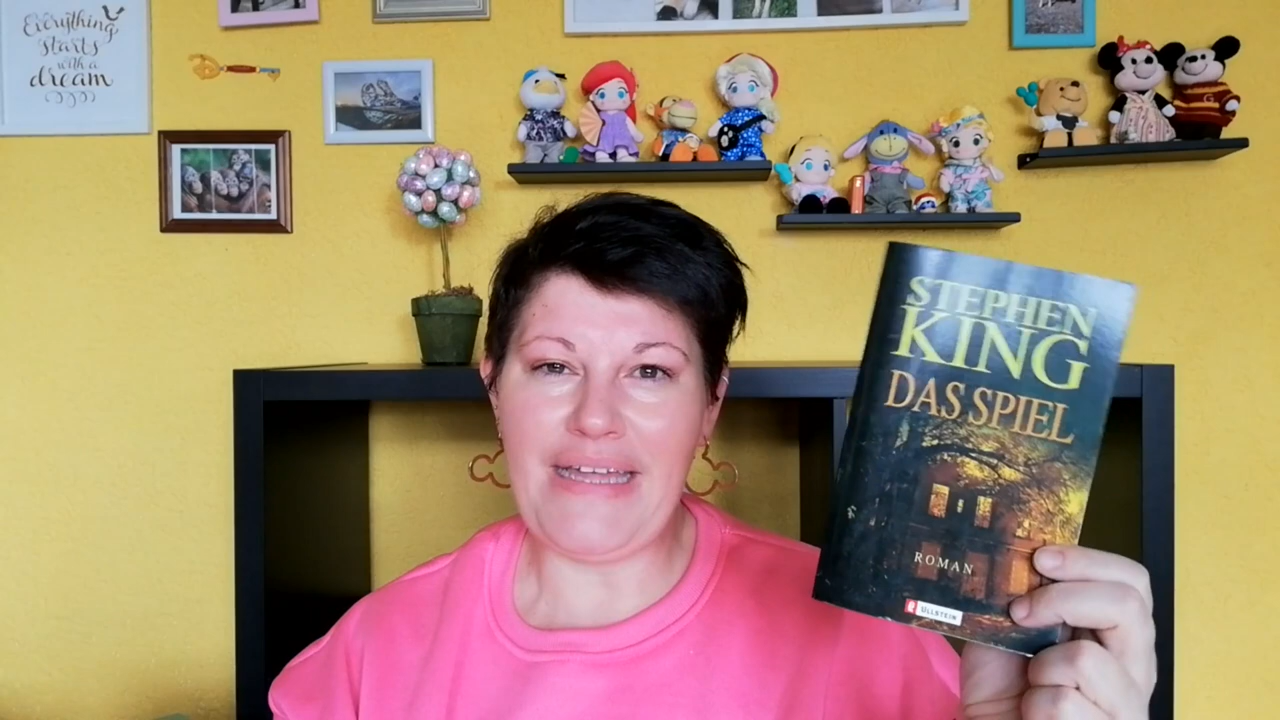 Everything
starts
with a
dream
STEPHEN
KING
DAS SPIEL
ROMAN
ULLSTEIN